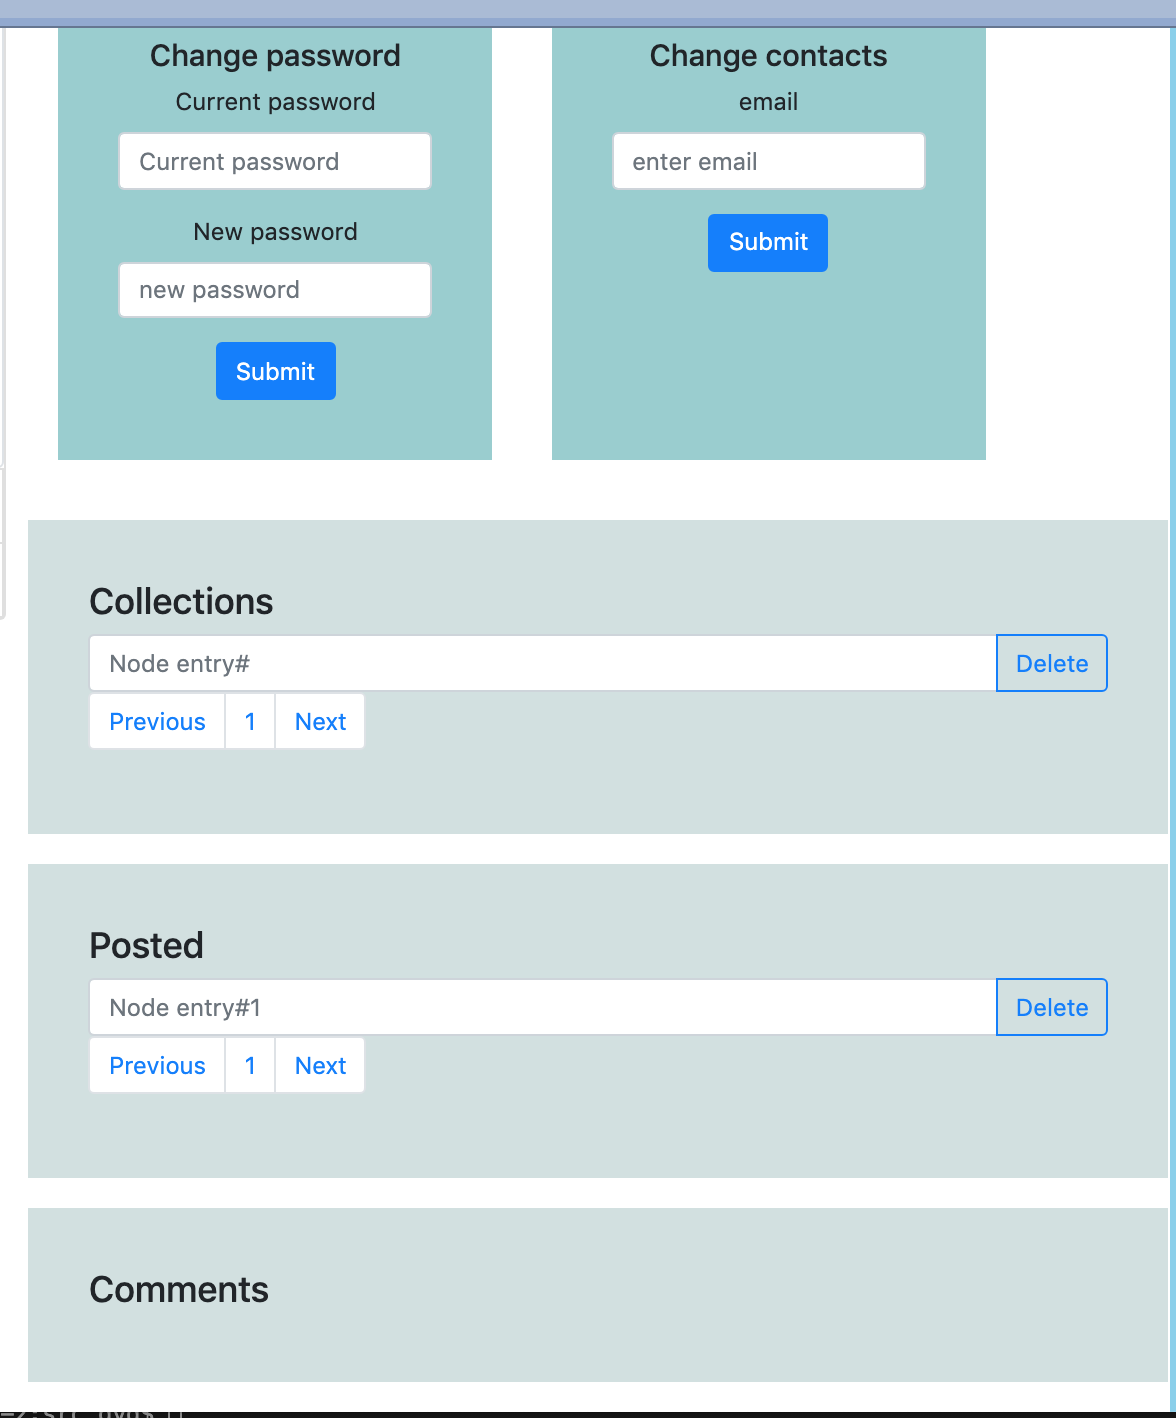 Change password
Current password
Current password
New password
new password
Submit
Change contacts
email
enter email
Submit
Collections
Node entry#
Delete
Previous 1 Next
Posted
Node entry#1
Delete
Previous 1 Next
Comments